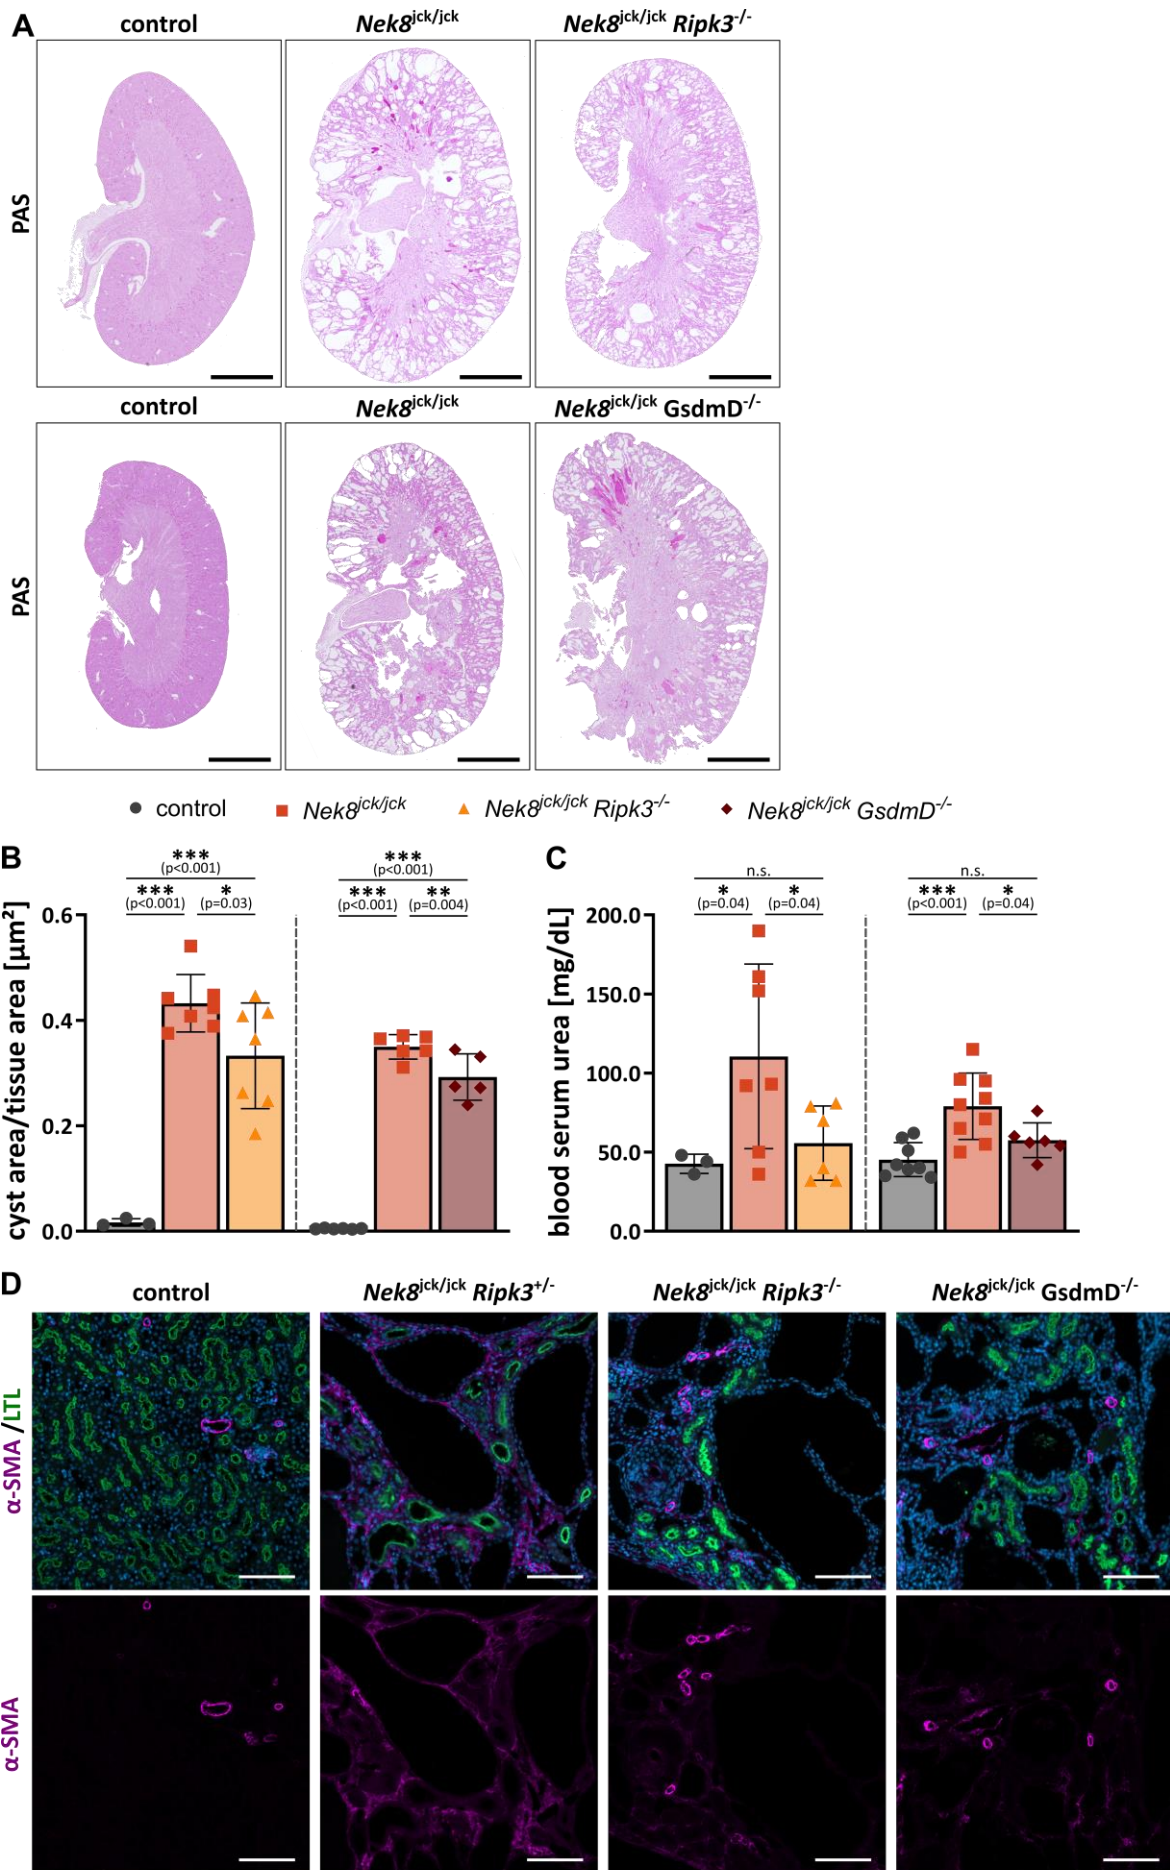 A
control
Nek8jck/jck
Nek8jck/jck Ripk3-/-
PAS
control
Nek8jck/jck
Nek8jck/jck GsdmD-/-
PAS
control
Nek8jck/jck
Nek8jck/jck Ripk3-/-
Nek8jck/jck GsdmD-/-
B
cyst area/tissue area [µm²]
0.6
0.4
0.2
0.0
***
(p<0.001)
***
(p<0.001)
*
(p=0.03)
***
(p<0.001)
***
(p<0.001)
**
(p=0.004)
C
blood serum urea [mg/dL]
200.0
150.0
100.0
50.0
0.0
n.s.
*
(p=0.04)
*
(p=0.04)
n.s.
***
(p<0.001)
*
(p=0.04)
D
control
Nek8jck/jck Ripk3+/-
Nek8jck/jck Ripk3-/-
Nek8jck/jck GsdmD-/-
α-SMA /LTL
α-SMA